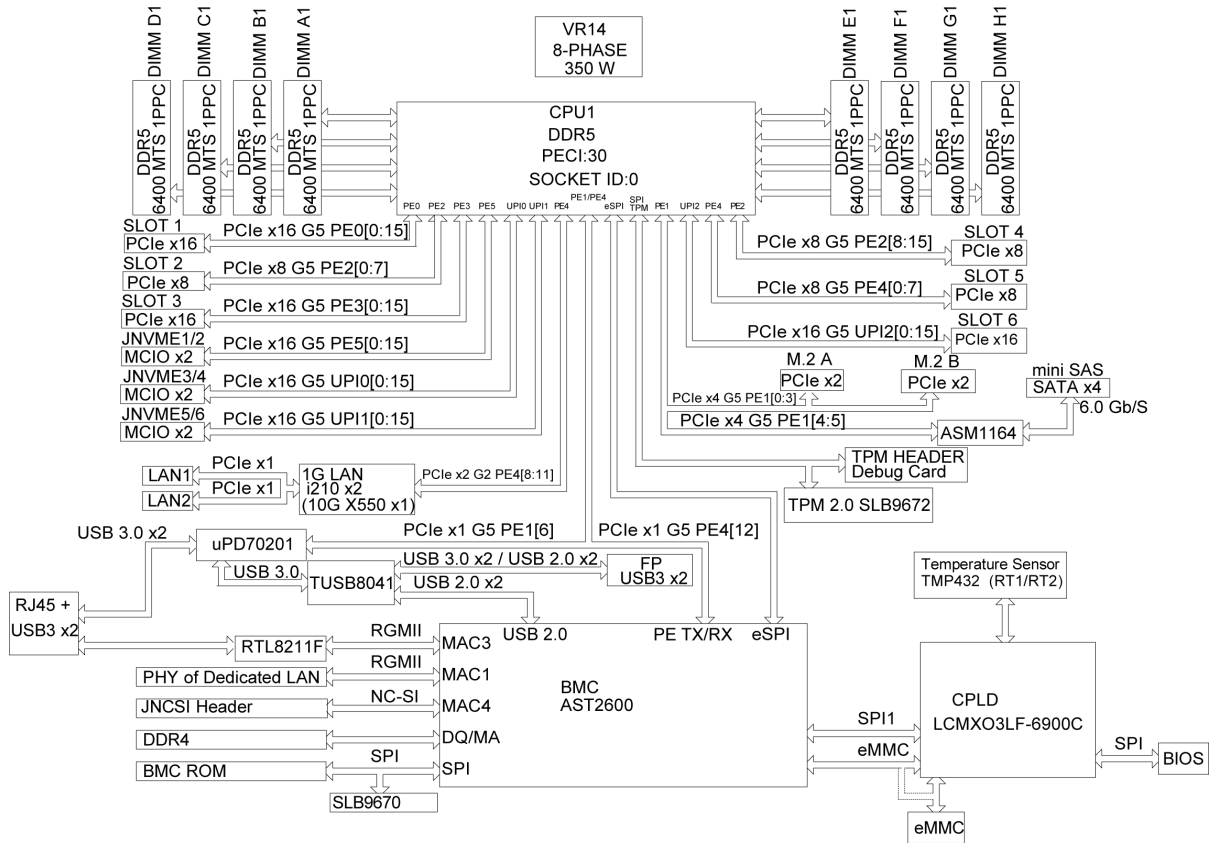 DIMM D1
DIMM C1
DIMM B1
DIMM A1
VR14
8-PHASE
350 W
DIMM E1
DIMM F1
DIMM G1
DIMM H1
DDR5
6400 MTS 1PPC
DDR5
6400 MTS 1PPC
DDR5
6400 MTS 1PPC
DDR5
6400 MTS 1PPC
CPU1
DDR5
PECI:30
SOCKET ID:0
DDR5
6400 MTS 1PPC
DDR5
6400 MTS 1PPC
DDR5
6400 MTS 1PPC
DDR5
6400 MTS 1PPC
PE0
PE2
PE3
PE5
UPI0
UPI1
PE4
PE1/PE4
eSPI
SPI
TPM
PE1
UPI2
PE4
PE2
SLOT 1
PCIe x16
PCIe x16 G5 PE0[0:15]
SLOT 2
PCIe x8
PCIe x8 G5 PE2[0:7]
SLOT 3
PCIe x16
PCIe x16 G5 PE3[0:15]
JNVME1/2
MCIO x2
PCIe x16 G5 PE5[0:15]
JNVME3/4
MCIO x2
PCIe x16 G5 UPI0[0:15]
JNVME5/6
MCIO x2
PCIe x16 G5 UPI1[0:15]
PCIe x8 G5 PE2[8:15]
SLOT 4
PCIe x8
PCIe x8 G5 PE4[0:7]
SLOT 5
PCIe x8
PCIe x16 G5 UPI2[0:15]
SLOT 6
PCIe x16
M.2 A
PCIe x2
M.2 B
PCIe x2
PCIe x4 G5 PE1[0:3]
PCIe x4 G5 PE1[4:5]
ASM1164
mini SAS
SATA x4
6.0 Gb/S
LAN1
PCIe x1
LAN2
PCIe x1
1G LAN
i210 x2
(10G X550 x1)
PCIe x2 G2 PE4[8:11]
TPM HEADER
Debug Card
TPM 2.0 SLB9672
USB 3.0 x2
uPD70201
PCIe x1 G5 PE1[6]
PCIe x1 G5 PE4[12]
USB 3.0
TUSB8041
USB 3.0 x2 / USB 2.0 x2
USB 2.0 x2
FP
USB3 x2
Temperature Sensor
TMP432 (RT1/RT2)
RJ45 +
USB3 x2
RTL8211F
RGMII
MAC3
USB 2.0
PE TX/RX
eSPI
PHY of Dedicated LAN
RGMII
MAC1
JNCSI Header
NC-SI
MAC4
DDR4
DQ/MA
BMC ROM
SPI
SPI
SLB9670
BMC
AST2600
SPI1
eMMC
CPLD
LCMXO3LF-6900C
SPI
BIOS
eMMC